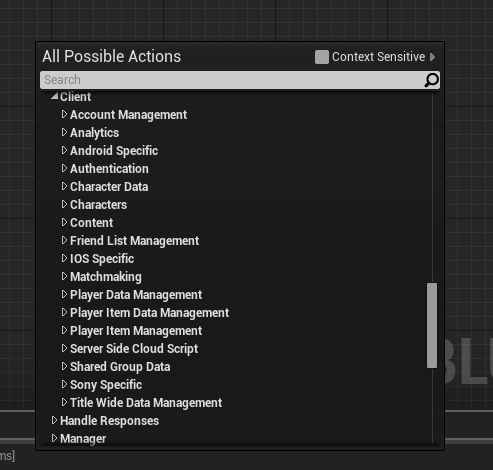 All Possible Actions
Context Sensitive
Search
Client
Account Management
Analytics
Android Specific
Authentication
Character Data
Characters
Content
Friend List Management
IOS Specific
Matchmaking
Player Data Management
Player Item Data Management
Player Item Management
Server Side Cloud Script
Shared Group Data
Sony Specific
Title Wide Data Management
Handle Responses
Manager
BLU
ms]